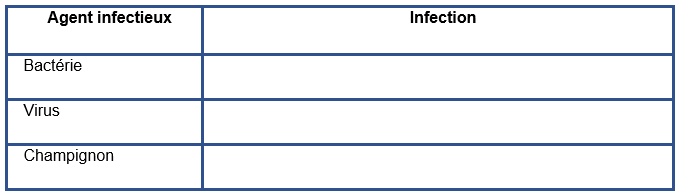 Agent infectieux Infection
Bactérie
Virus
Champignon